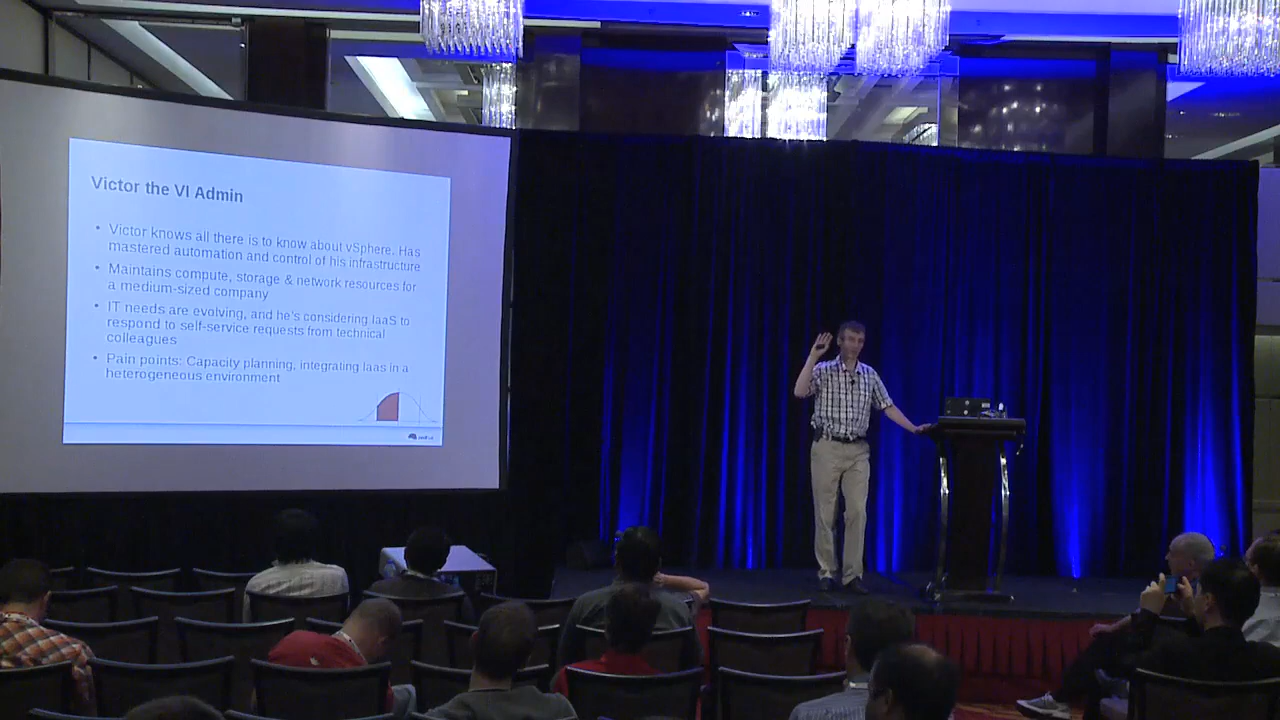 Victor the VI Admin
• Victor knows all there is to know about vSphere. Has
mastered automation and control of his infrastructure
• Maintains compute, storage & network resources for
a medium-sized company
• IT needs are evolving, and he's considering IaaS to
respond to self-service requests from technical
colleagues
• Pain points: Capacity planning, integrating Iaas in a
heterogeneous environment